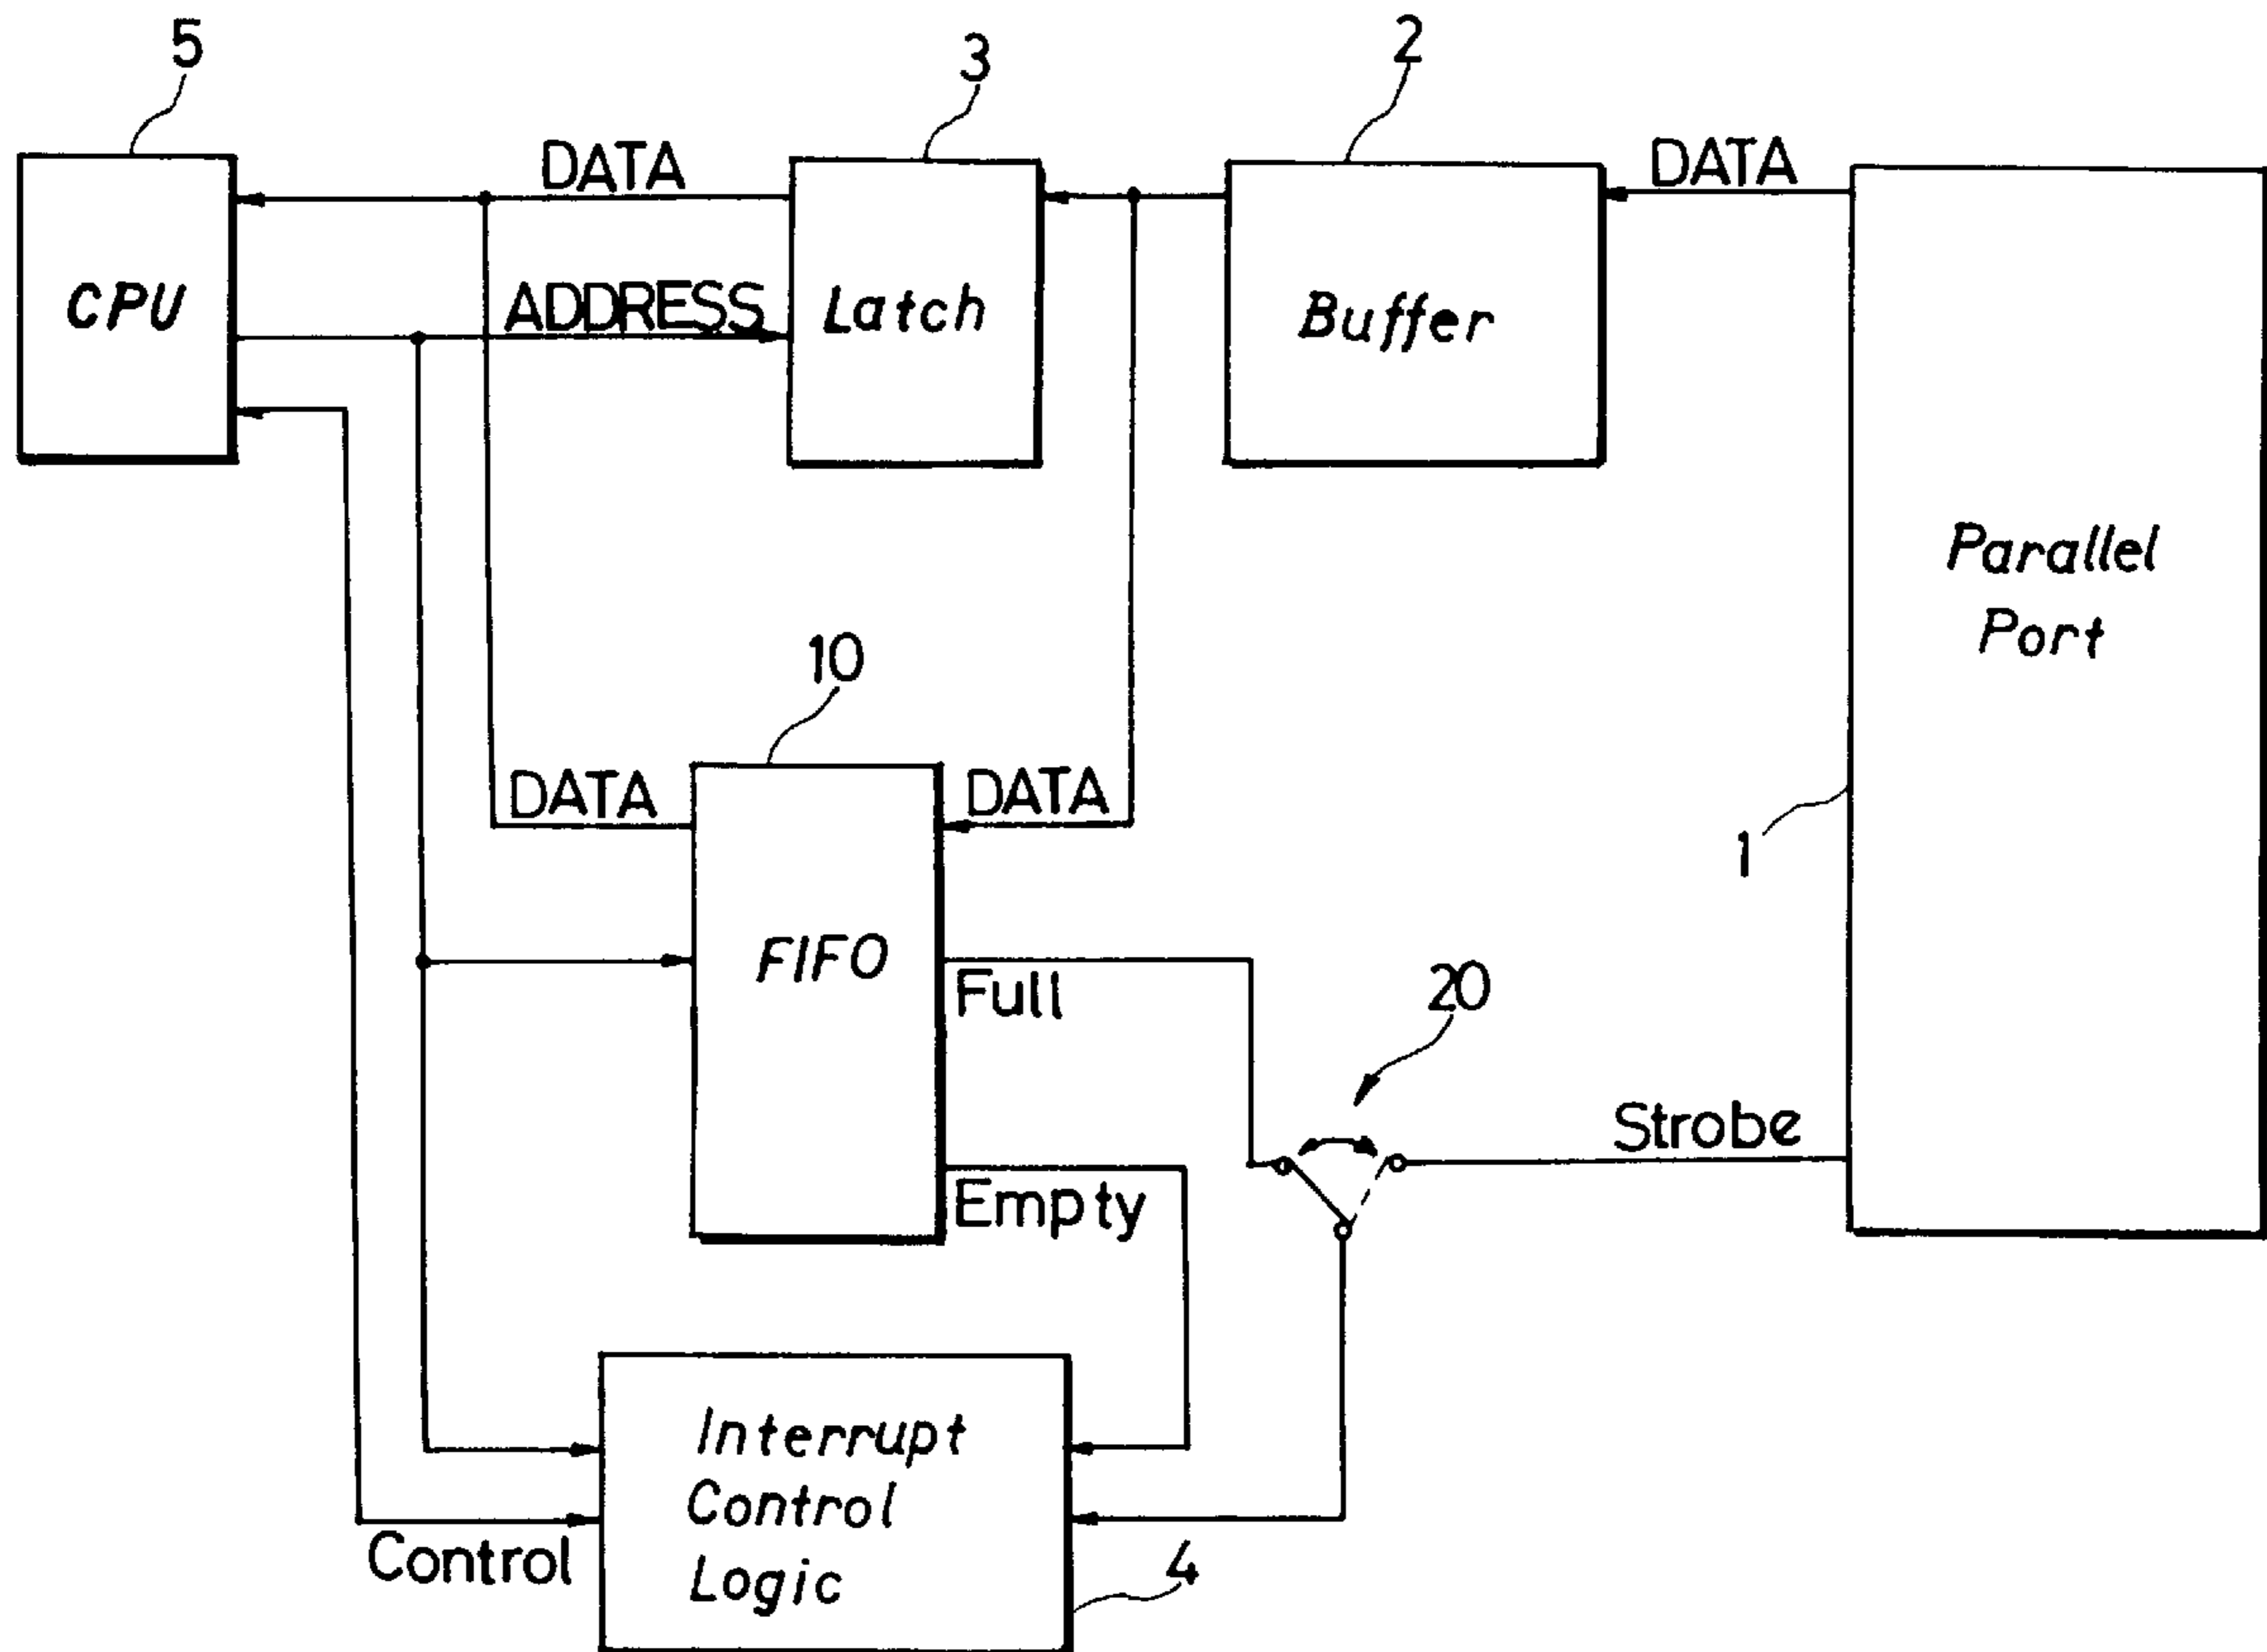 5
3
2
DATA
DATA
CPU
ADDRESS
Latch
Buffer
Parallel
Port
10
DATA
DATA
1
FIFO
Full
20
Strobe
Empty
Interrupt
Control
Logic
Control
4